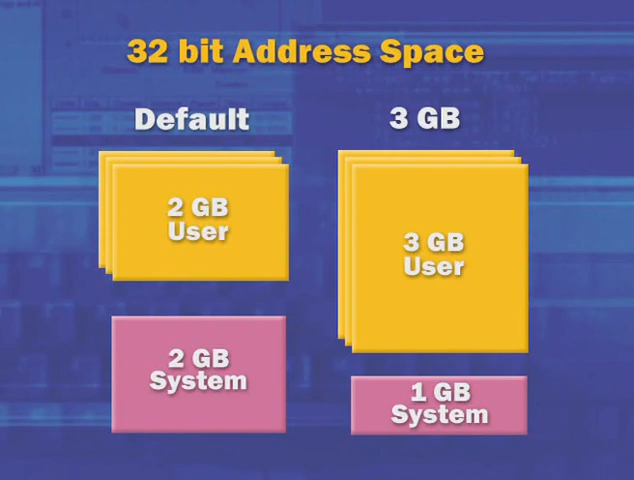 32 bit Address Space
Default
3 GB
2 GB
User
3 GB
User
2 GB
System
1 GB
System